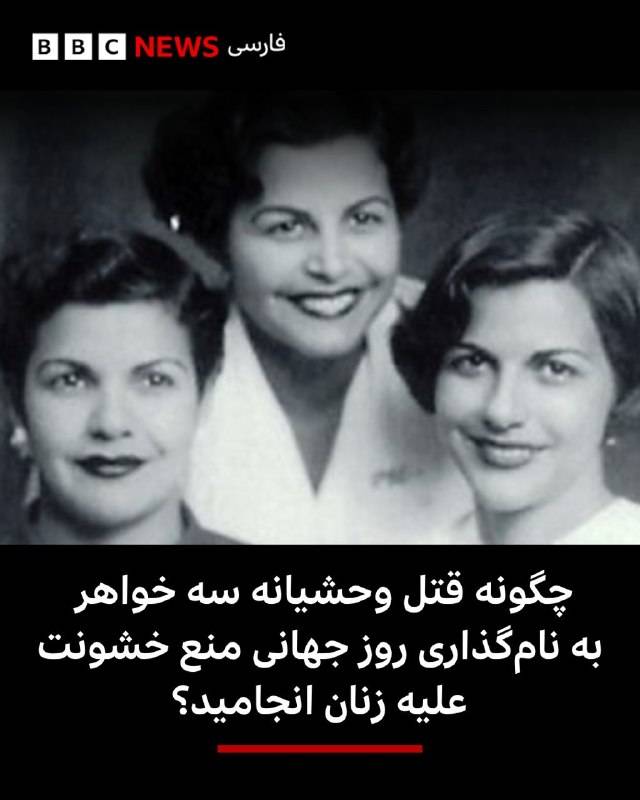 BBC NEWS فارسی
چگونه قتل وحشیانه سه خواهر
به نام‌گذاری روز جهانی منع خشونت
علیه زنان انجامید؟